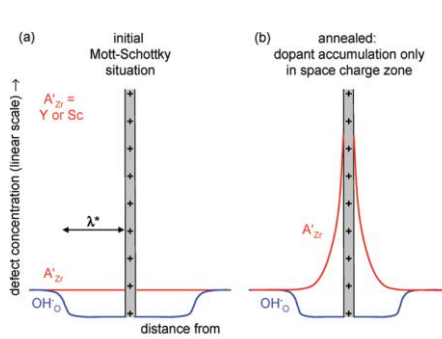 (a)
initial
Mott-Schottky
situation
A'Zr =
Y or Sc
defect concentration (linear scale) →
λ*
A'Zr
OH·O
distance from
+
+
+
+
+
+
+
+
+
(b)
annealed:
dopant accumulation only
in space charge zone
A'Zr
OH·O
+
+
+
+
+
+
+
+
+